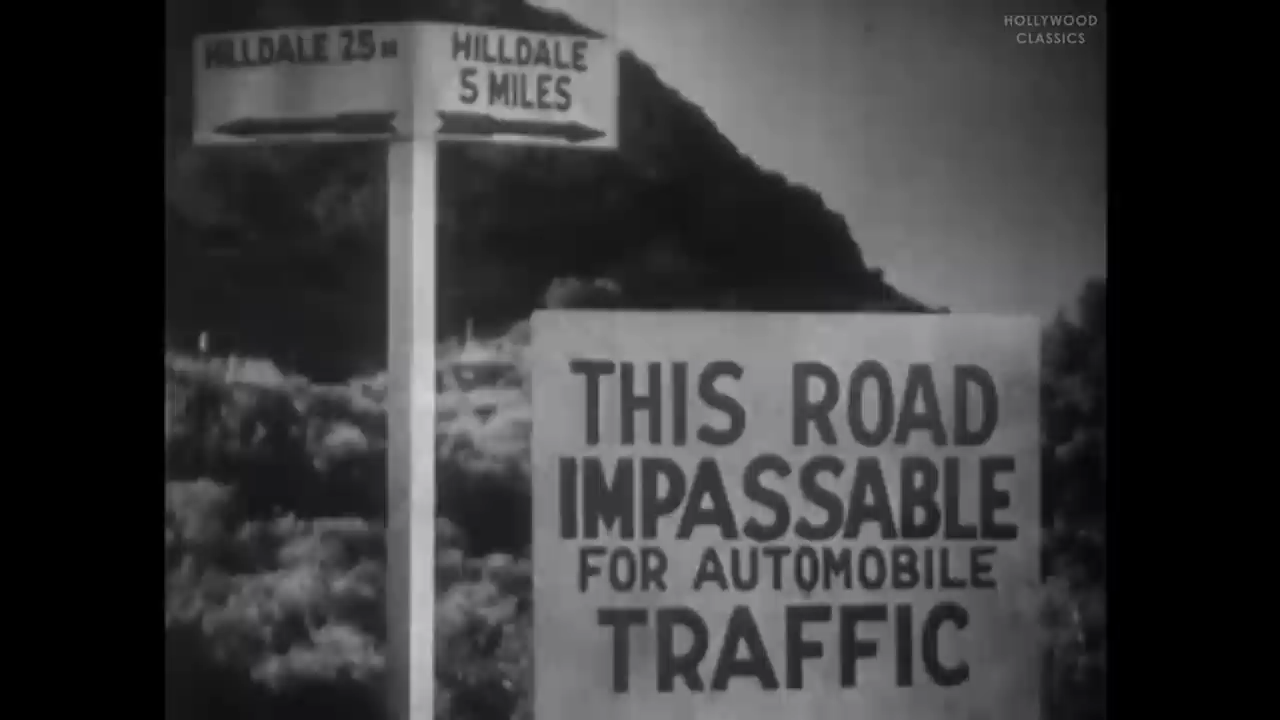 HOLLYWOOD
CLASSICS
HILLDALE 25 M
HILLDALE
5 MILES
THIS ROAD
IMPASSABLE
FOR AUTOMOBILE
TRAFFIC